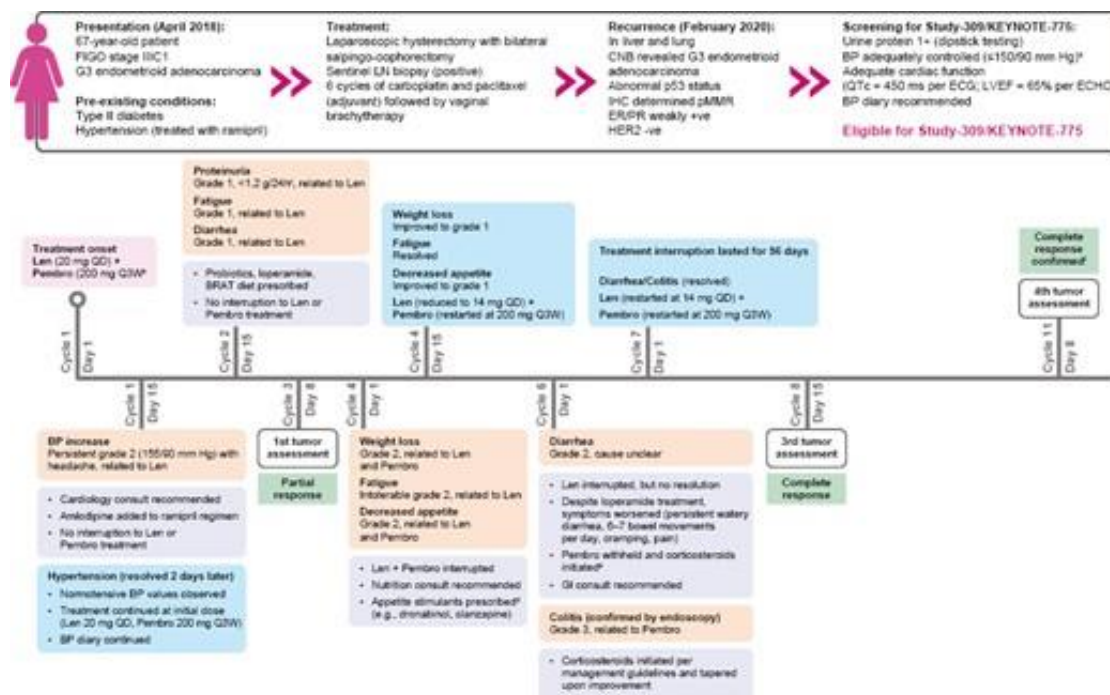 Presentation (April 2018):
67-year-old patient
FIGO stage IIIC1
G3 endometrioid adenocarcinoma
Pre-existing conditions:
Type II diabetes
Hypertension (treated with ramipril)
Treatment:
Laparoscopic hysterectomy with bilateral
salpingo-oophorectomy
Sentinel LN biopsy (positive)
6 cycles of carboplatin and paclitaxel
(adjuvant) followed by vaginal
brachytherapy
Recurrence (February 2020):
In liver and lung
CNB revealed G3 endometrioid
adenocarcinoma
Abnormal p53 status
IHC determined pMMR
ER/PR weakly +ve
HER2 -ve
Screening for Study-309/KEYNOTE-775:
Urine protein 1+ (dipstick testing)
BP adequately controlled (≤150/90 mm Hg)ᵃ
Adequate cardiac function
(QTc = 450 ms per ECG; LVEF = 65% per ECHO
BP diary recommended
Eligible for Study-309/KEYNOTE-775
Treatment onset
Len (20 mg QD) +
Pembro (200 mg Q3W)ᵇ
Proteinuria
Grade 1, <1.2 g/24hr, related to Len
Fatigue
Grade 1, related to Len
Diarrhea
Grade 1, related to Len
• Probiotics, loperamide,
BRAT diet prescribed
• No interruption to Len or
Pembro treatment
Weight loss
Improved to grade 1
Fatigue
Resolved
Decreased appetite
Improved to grade 1
Len (reduced to 14 mg QD) +
Pembro (restarted at 200 mg Q3W)
Treatment interruption lasted for 56 days
Diarrhea/Colitis (resolved)
Len (restarted at 14 mg QD) +
Pembro (restarted at 200 mg Q3W)
Complete
response
confirmed
4th tumor
assessment
Cycle 1
Day 1
Cycle 2
Day 15
Cycle 4
Day 15
Cycle 7
Day 1
Cycle 11
Day 8
Cycle 1
Day 15
Cycle 3
Day 8
Cycle 4
Day 1
Cycle 6
Day 1
Cycle 8
Day 15
BP increase
Persistent grade 2 (155/90 mm Hg) with
headache, related to Len
• Cardiology consult recommended
• Amlodipine added to ramipril regimen
• No interruption to Len or
Pembro treatment
Hypertension (resolved 2 days later)
• Normotensive BP values observed
• Treatment continued at initial dose
(Len 20 mg QD, Pembro 200 mg Q3W)
• BP diary continued
1st tumor
assessment
Partial
response
Weight loss
Grade 2, related to Len
and Pembro
Fatigue
Intolerable grade 2, related to Len
Decreased appetite
Grade 2, related to Len
and Pembro
• Len + Pembro interrupted
• Nutrition consult recommended
• Appetite stimulants prescribed
(e.g., dronabinol, olanzapine)
Diarrhea
Grade 2, cause unclear
• Len interrupted, but no resolution
• Despite loperamide treatment,
symptoms worsened (persistent watery
diarrhea, 6–7 bowel movements
per day, cramping, pain)
• Pembro withheld and corticosteroids
initiated
• GI consult recommended
Colitis (confirmed by endoscopy)
Grade 3, related to Pembro
• Corticosteroids initiated per
management guidelines and tapered
upon improvement
3rd tumor
assessment
Complete
response